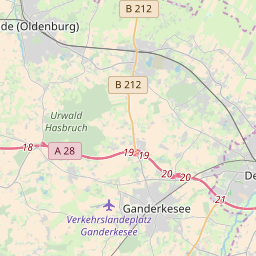 B 212
de (Oldenburg)
B 212
Urwald
Hasbruch
18
A 28
19
19
20
20
De
21
Ganderkesee
Verkehrslandeplatz
Ganderkesee